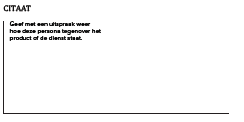 CITAAT
Geef met een uitspraak weer
hoe deze persona tegenover het
product of de dienst staat.